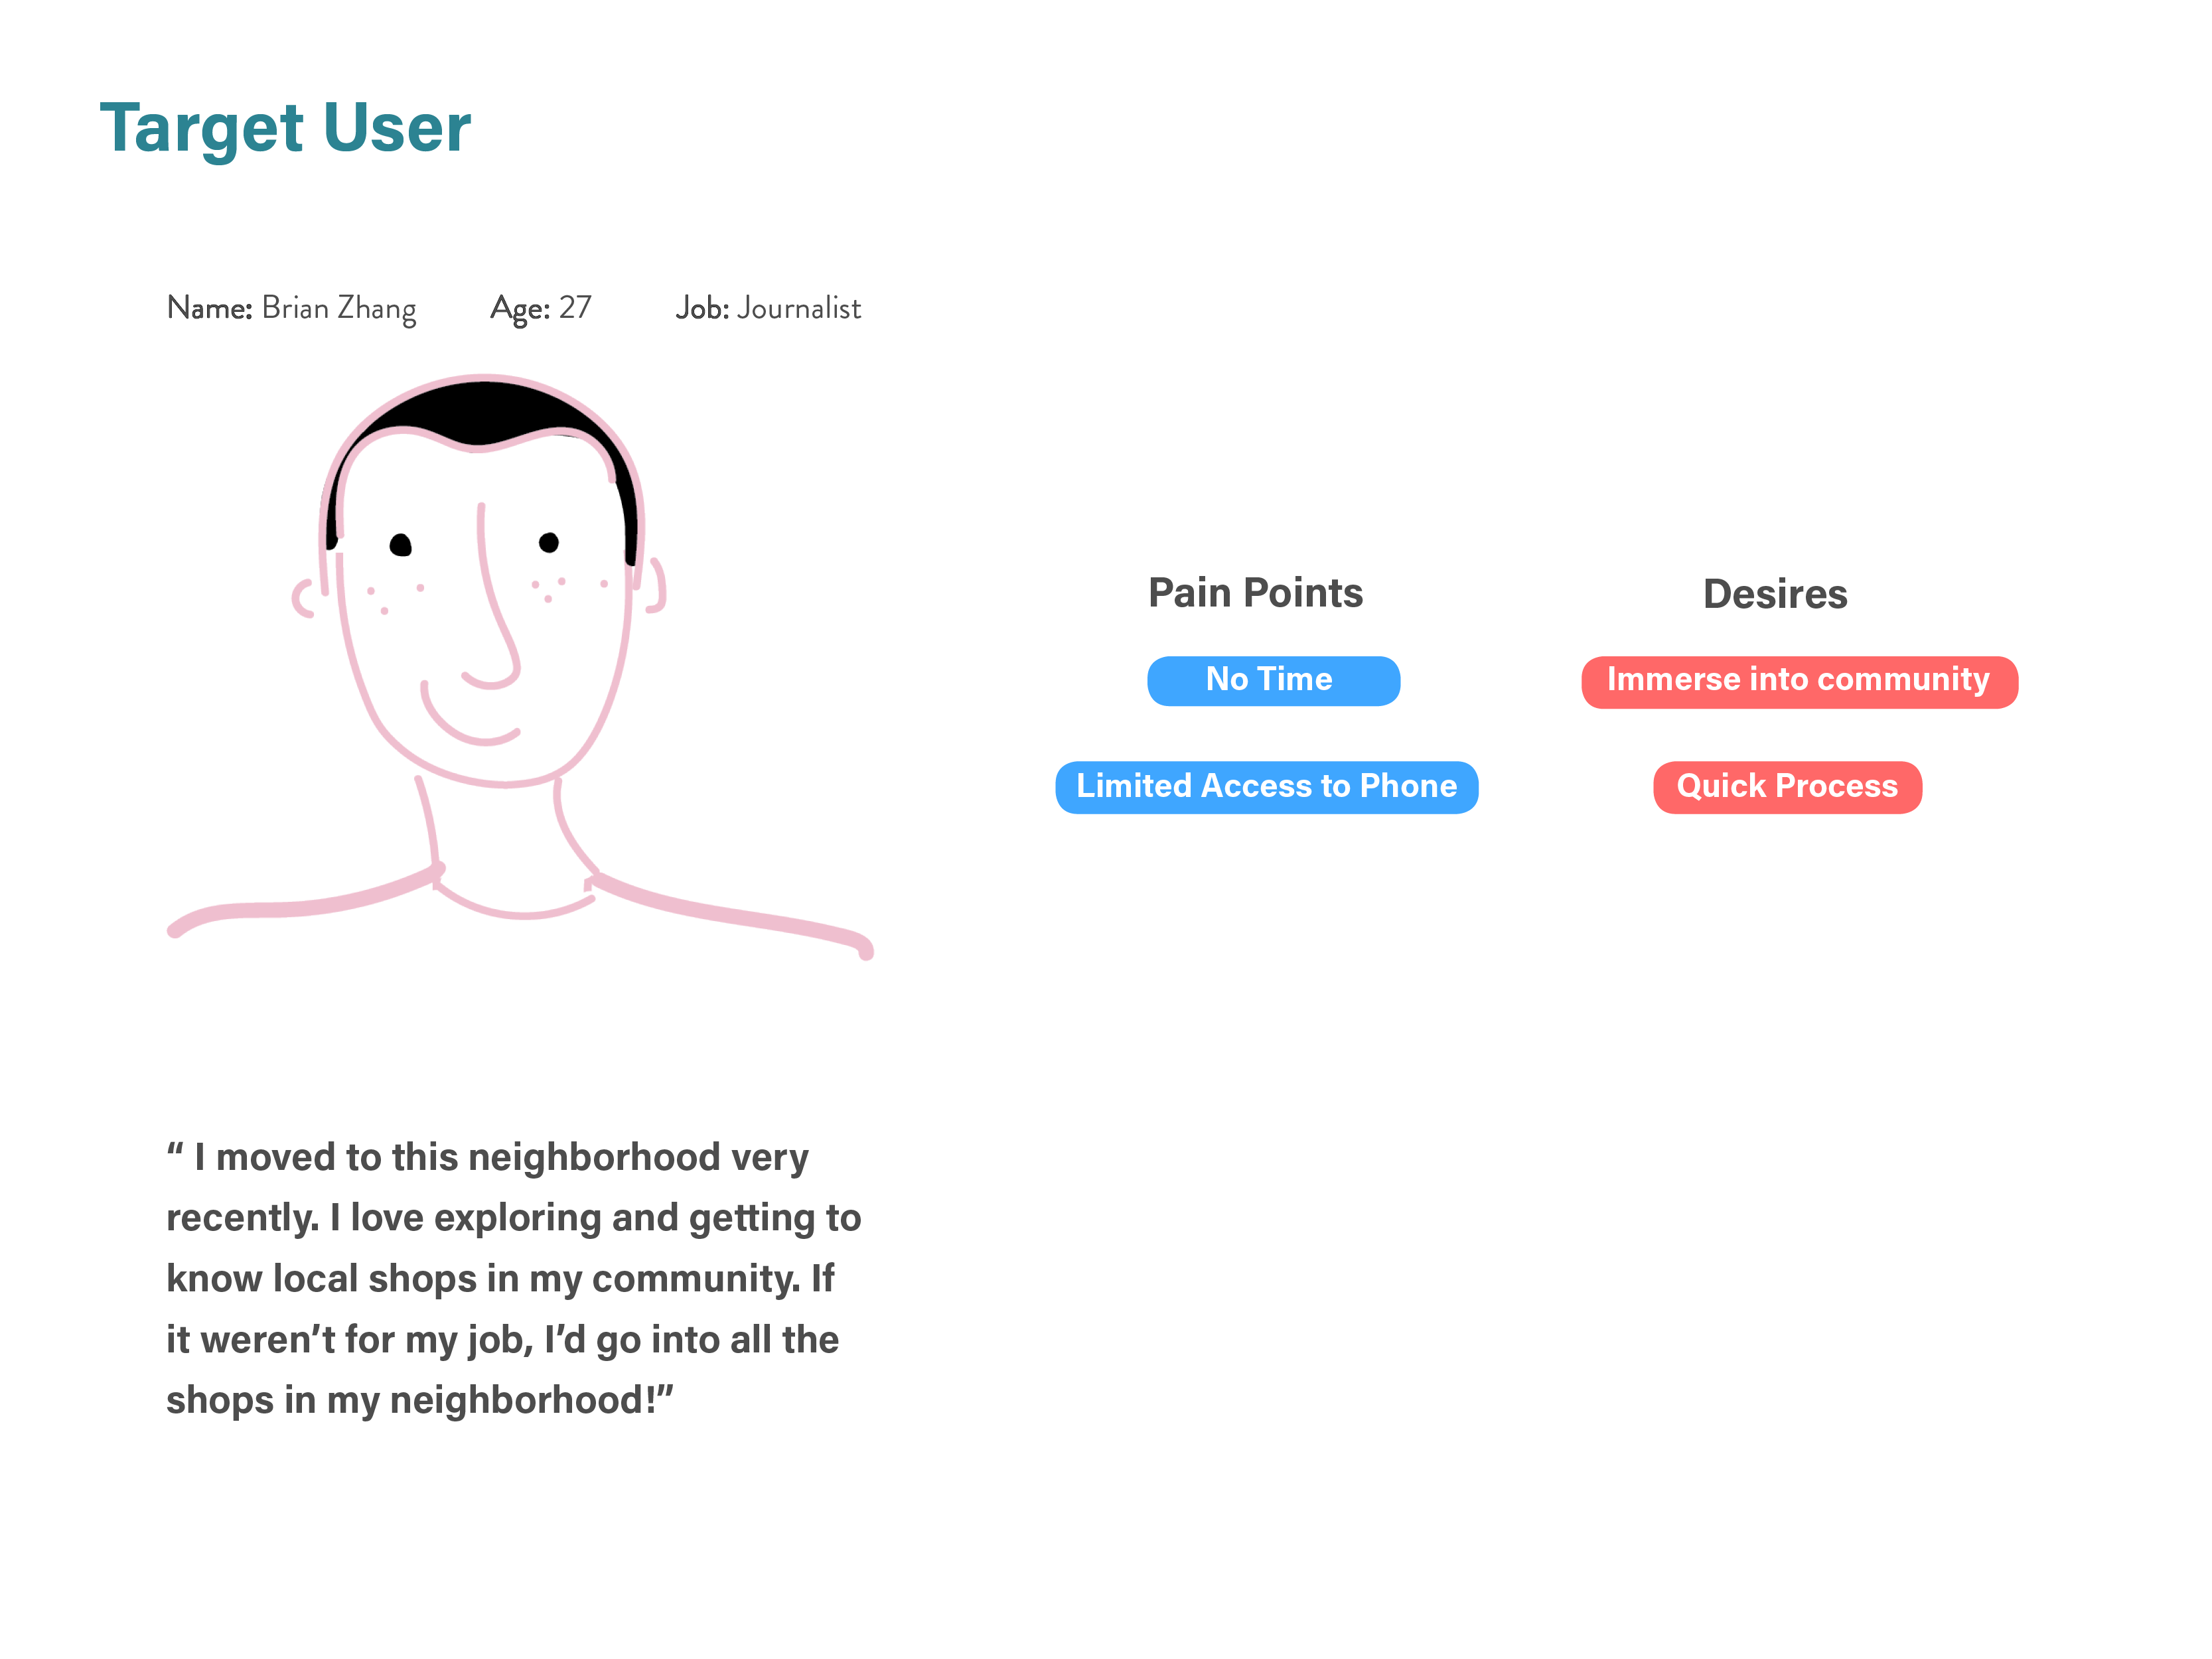 Target User
Name: Brian Zhang Age: 27 Job: Journalist
Pain Points
No Time
Limited Access to Phone
Desires
Immerse into community
Quick Process
“ I moved to this neighborhood very
recently. I love exploring and getting to
know local shops in my community. If
it weren’t for my job, I’d go into all the
shops in my neighborhood!”